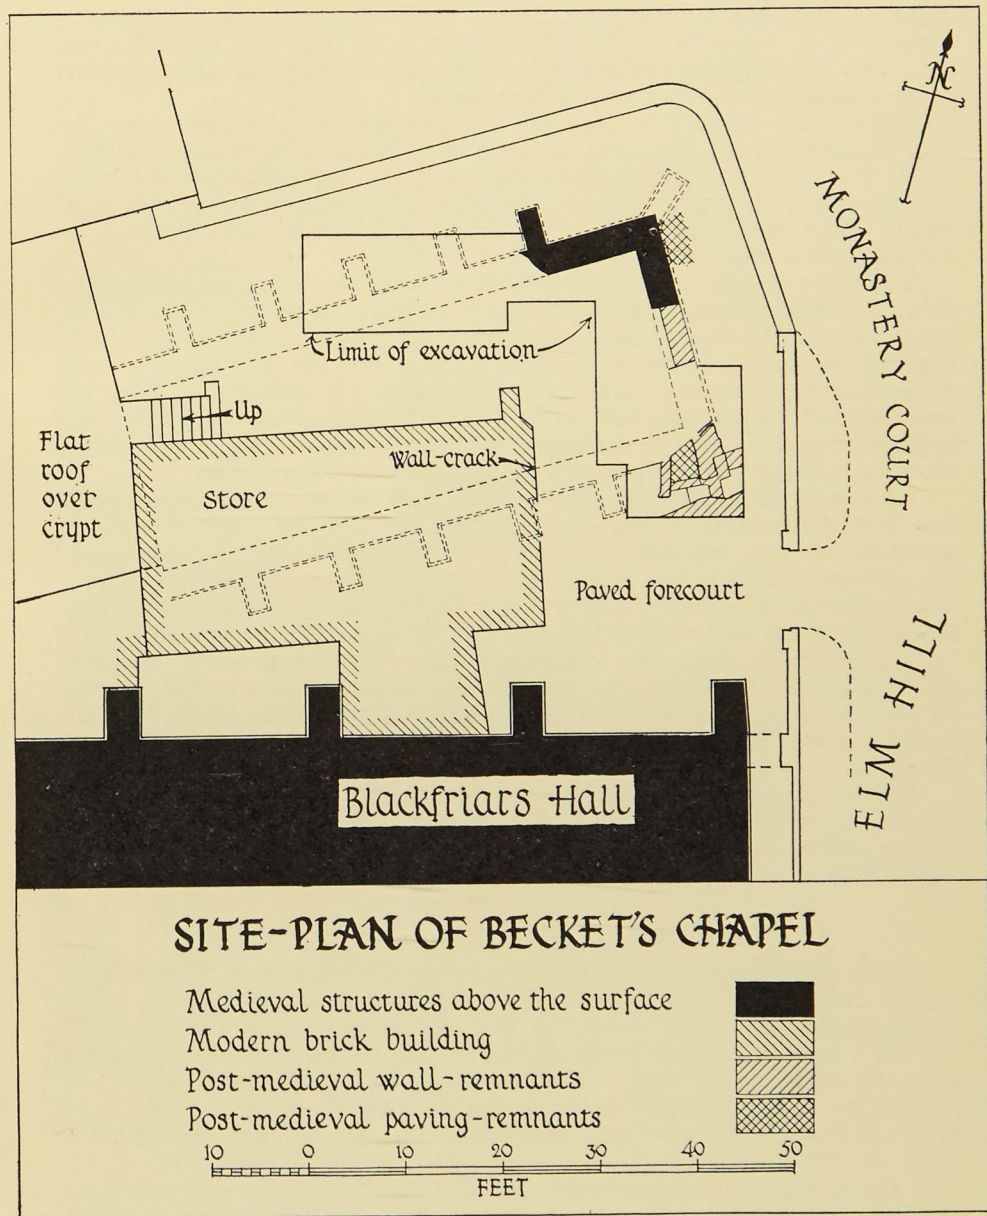 N
MONASTERY COURT
Limit of excavation
Up
Wall-crack
Flat
roof
over
crypt
Store
Paved forecourt
ELM HILL
Blackfriars Hall
SITE-PLAN OF BECKET'S CHAPEL
Medieval structures above the surface
Modern brick building
Post-medieval wall-remnants
Post-medieval paving-remnants
10 0 10 20 30 40 50
FEET